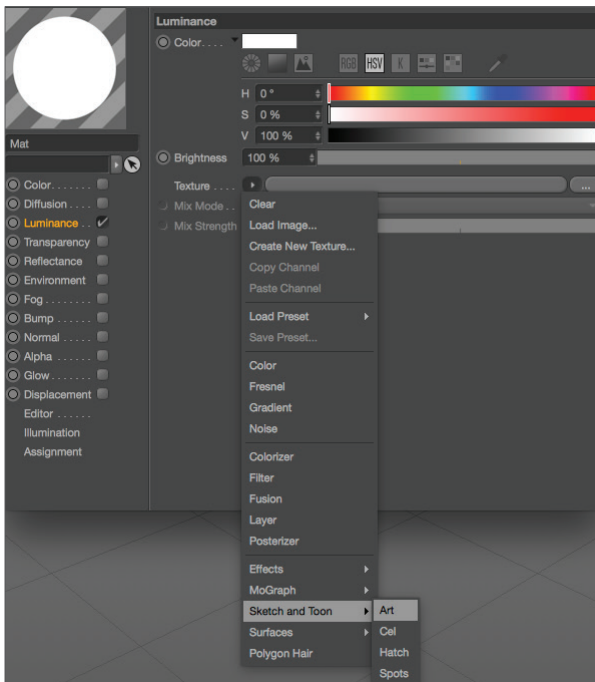 Luminance
Color. . . .
RGB HSV K
H 0°
S 0%
V 100 %
Mat
Brightness 100 %
Texture . . . . ...
Mix Mode . .
Mix Strength
Color. . . . . . .
Diffusion . . . .
Luminance . .
Transparency
Reflectance
Environment
Fog . . . . . . . .
Bump . . . . . .
Normal . . . . .
Alpha . . . . . .
Glow. . . . . . .
Displacement
Editor . . . . . .
Illumination
Assignment
Clear
Load Image...
Create New Texture...
Copy Channel
Paste Channel
Load Preset
Save Preset...
Color
Fresnel
Gradient
Noise
Colorizer
Filter
Fusion
Layer
Posterizer
Effects
MoGraph
Sketch and Toon
Surfaces
Polygon Hair
Art
Cel
Hatch
Spots